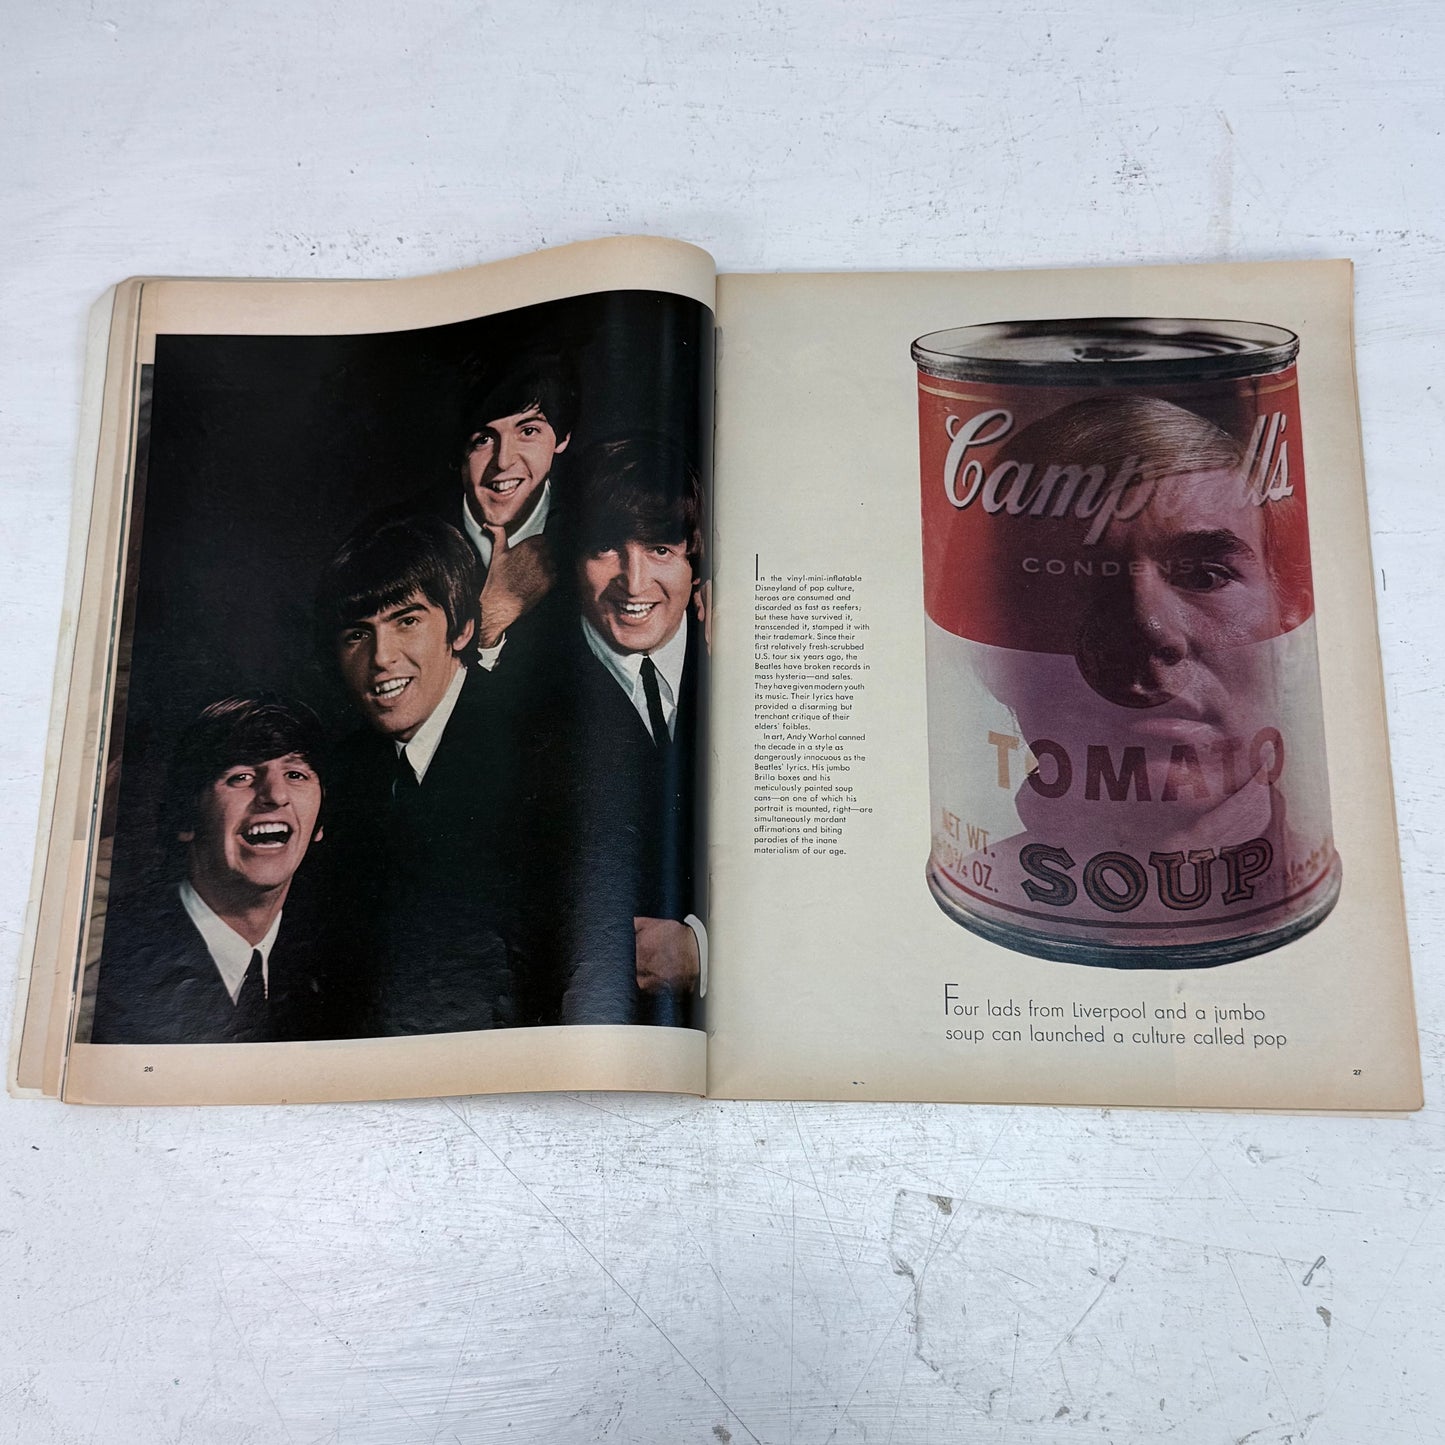 In the vinyl-mini-inflatable
Disneyland of pop culture,
heroes are consumed and
discarded as fast as reefers;
but these have survived it,
transcended it, stamped it with
their trademark. Since their
first relatively fresh-scrubbed
U.S. tour six years ago, the
Beatles have broken records in
mass hysteria—and sales.
They have given modern youth
its music. Their lyrics have
provided a disarming but
trenchant critique of their
elders' foibles.
In art, Andy Warhol canned
the decade in a style as
dangerously innocuous as the
Beatles' lyrics. His jumbo
Brillo boxes and his
meticulously painted soup
cans—on one of which his
portrait is mounted, right—are
simultaneously mordant
affirmations and biting
parodies of the inane
materialism of our age.
Campbell's
CONDENS
TOMATO
NET WT.
10¾ OZ.
SOUP
Four lads from Liverpool and a jumbo
soup can launched a culture called pop
26
27